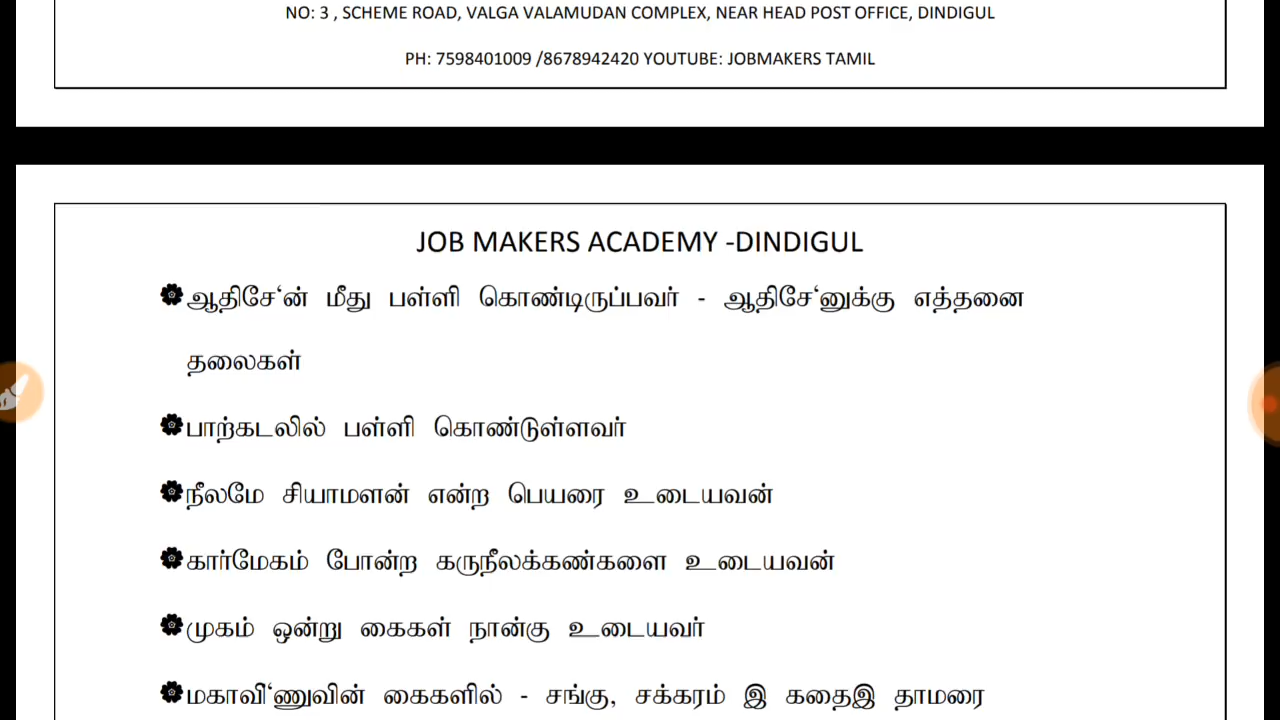 NO: 3 , SCHEME ROAD, VALGA VALAMUDAN COMPLEX, NEAR HEAD POST OFFICE, DINDIGUL
PH: 7598401009 /8678942420 YOUTUBE: JOBMAKERS TAMIL
JOB MAKERS ACADEMY -DINDIGUL
ஆதிசே‘ன் மீது பள்ளி கொண்டிருப்பவர் - ஆதிசே‘னுக்கு எத்தனை
தலைகள்
பாற்கடலில் பள்ளி கொண்டுள்ளவர்
நீலமே சியாமளன் என்ற பெயரை உடையவன்
கார்மேகம் போன்ற கருநீலக்கண்களை உடையவன்
முகம் ஒன்று கைகள் நான்கு உடையவர்
மகாவி‘ணுவின் கைகளில் - சங்கு, சக்கரம் இ கதைஇ தாமரை